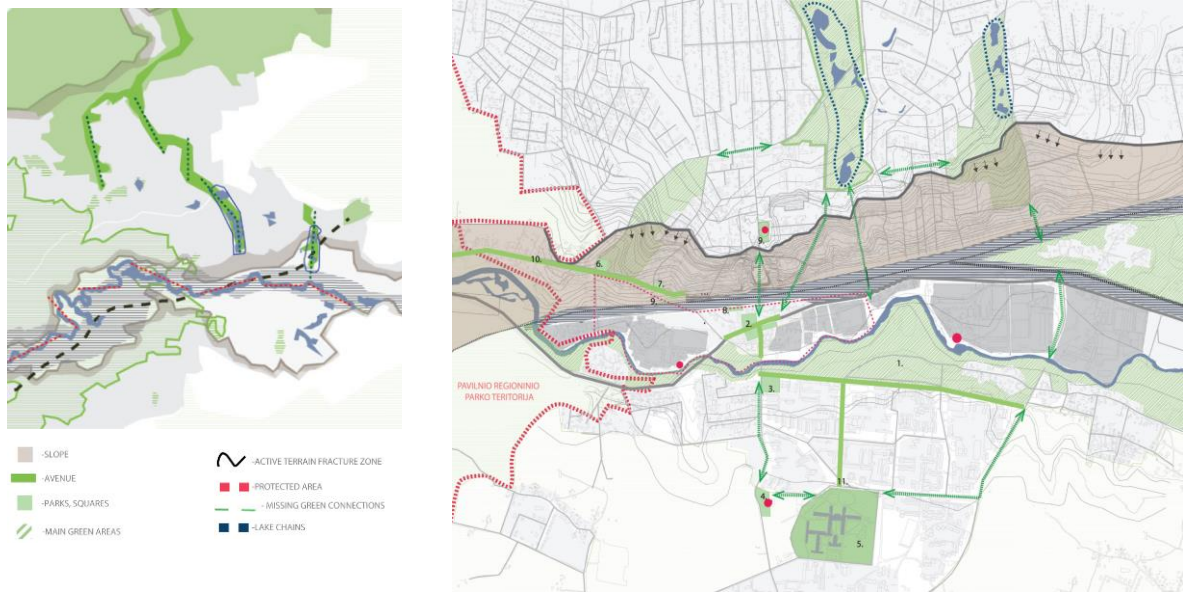 -SLOPE
-AVENUE
-PARKS, SQUARES
-MAIN GREEN AREAS
-ACTIVE TERRAIN FRACTURE ZONE
-PROTECTED AREA
- MISSING GREEN CONNECTIONS
-LAKE CHAINS
9.
10.
6.
7.
9.
8.
2.
1.
PAVILNIO REGIONINIO
PARKO TERITORIJA
3.
11.
4.
5.